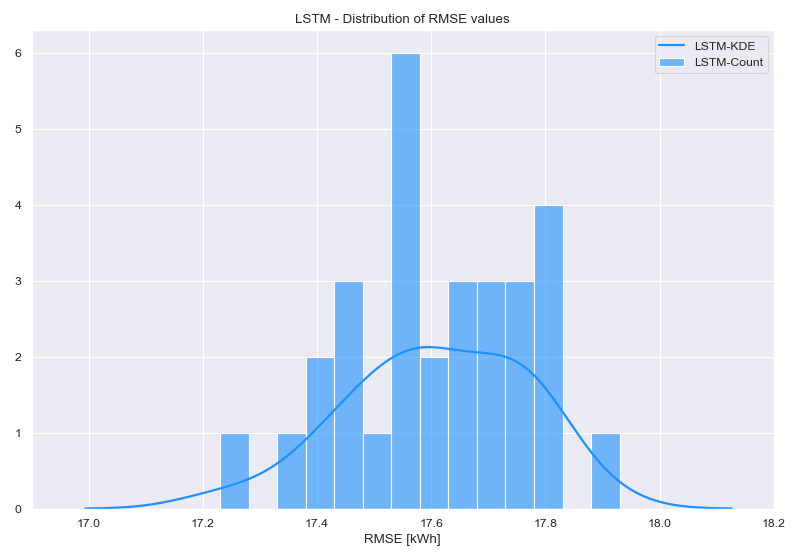 LSTM - Distribution of RMSE values
LSTM-KDE
LSTM-Count
6
5
4
3
2
1
0
17.0 17.2 17.4 17.6 17.8 18.0 18.2
RMSE [kWh]